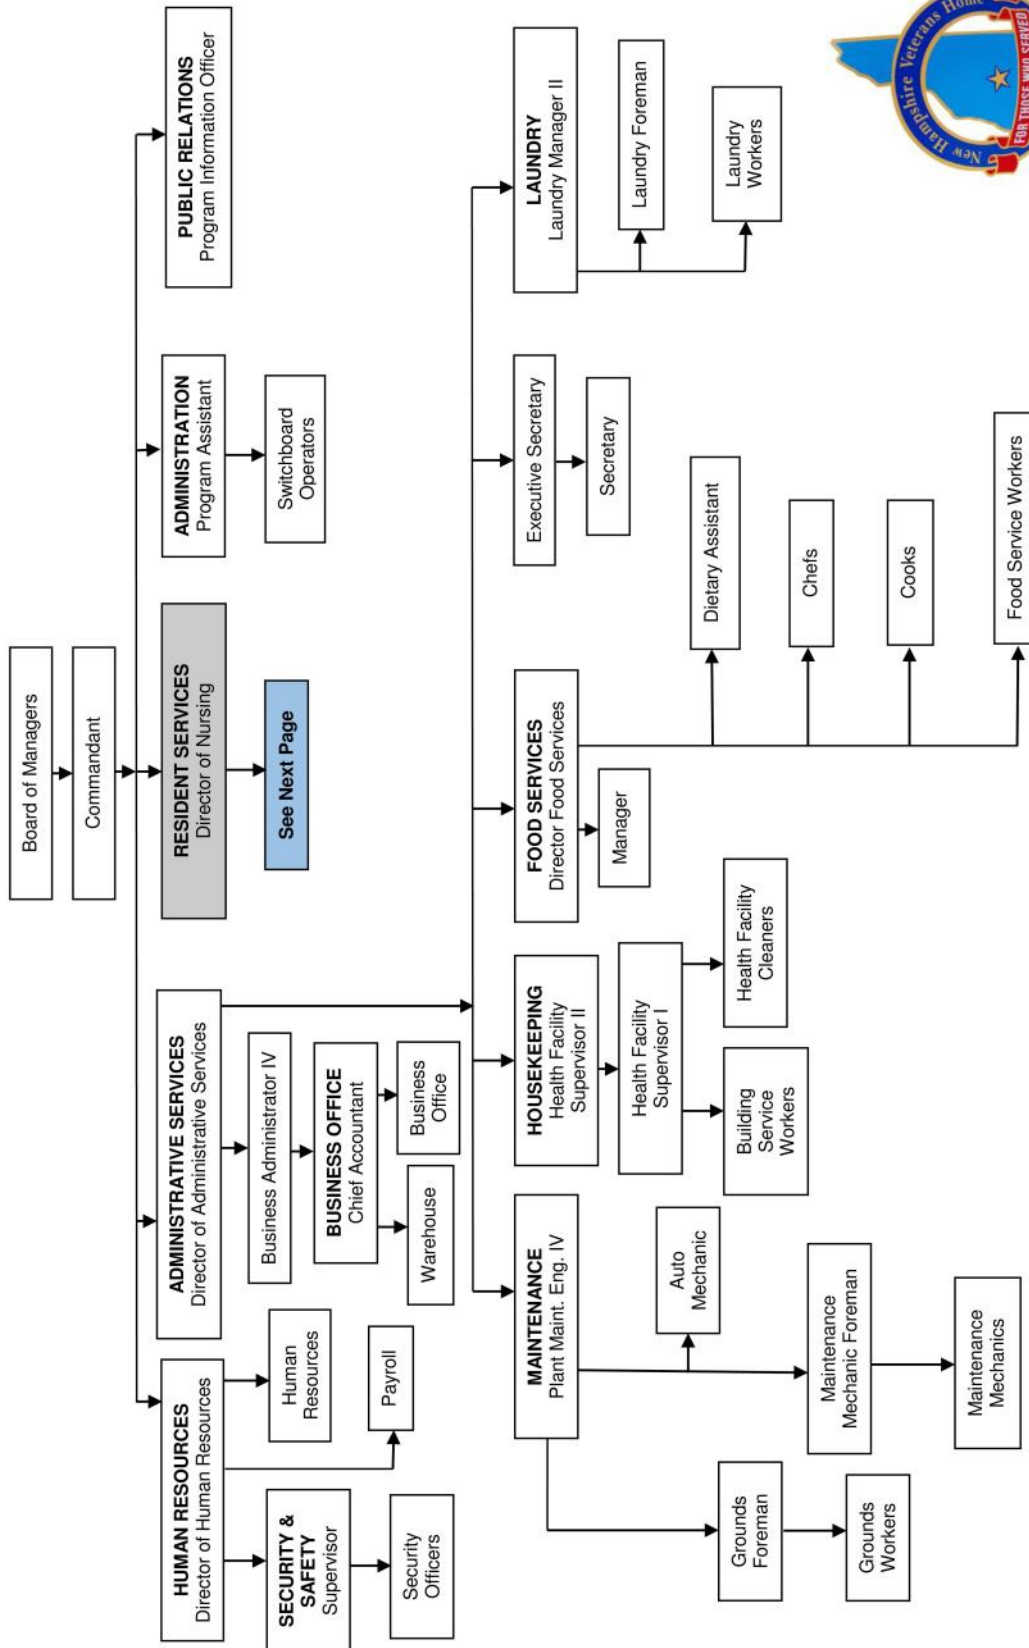 Board of Managers
Commandant
HUMAN RESOURCES
Director of Human Resources
ADMINISTRATIVE SERVICES
Director of Administrative Services
RESIDENT SERVICES
Director of Nursing
ADMINISTRATION
Program Assistant
PUBLIC RELATIONS
Program Information Officer
SECURITY &
SAFETY
Supervisor
Security
Officers
Payroll
Human
Resources
Business Administrator IV
BUSINESS OFFICE
Chief Accountant
Warehouse
Business
Office
See Next Page
Switchboard
Operators
MAINTENANCE
Plant Maint. Eng. IV
Grounds
Foreman
Grounds
Workers
Auto
Mechanic
Maintenance
Mechanic Foreman
Maintenance
Mechanics
HOUSEKEEPING
Health Facility
Supervisor II
Health Facility
Supervisor I
Building
Service
Workers
Health Facility
Cleaners
FOOD SERVICES
Director Food Services
Manager
Dietary Assistant
Chefs
Cooks
Food Service Workers
Executive Secretary
Secretary
LAUNDRY
Laundry Manager II
Laundry Foreman
Laundry
Workers
New Hampshire Veterans Home
FOR THOSE WHO SERVED